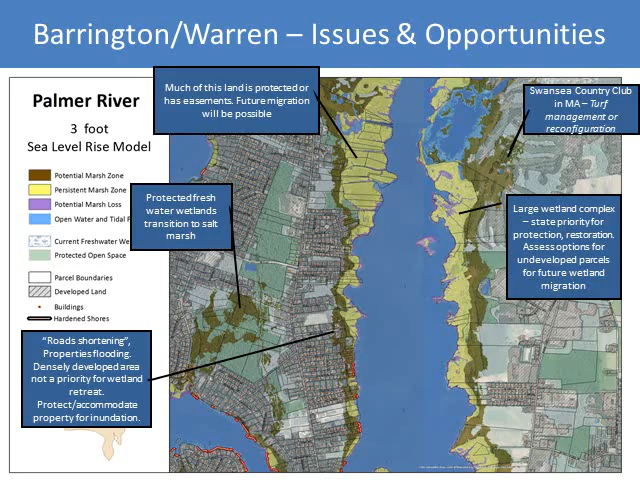 Barrington/Warren – Issues & Opportunities
Palmer River
3 foot
Sea Level Rise Model
Potential Marsh Zone
Persistent Marsh Zone
Potential Marsh Loss
Open Water and Tidal
Current Freshwater
Protected Open Space
Parcel Boundaries
Developed Land
Buildings
Hardened Shores
Much of this land is protected or
has easements. Future migration
will be possible
Swansea Country Club
in MA – Turf
management or
reconfiguration
Protected fresh
water wetlands
transition to salt
marsh
Large wetland complex
– state priority for
protection, restoration.
Assess options for
undeveloped parcels
for future wetland
migration
“Roads shortening”,
Properties flooding.
Densely developed area
not a priority for wetland
retreat.
Protect/accommodate
property for inundation.